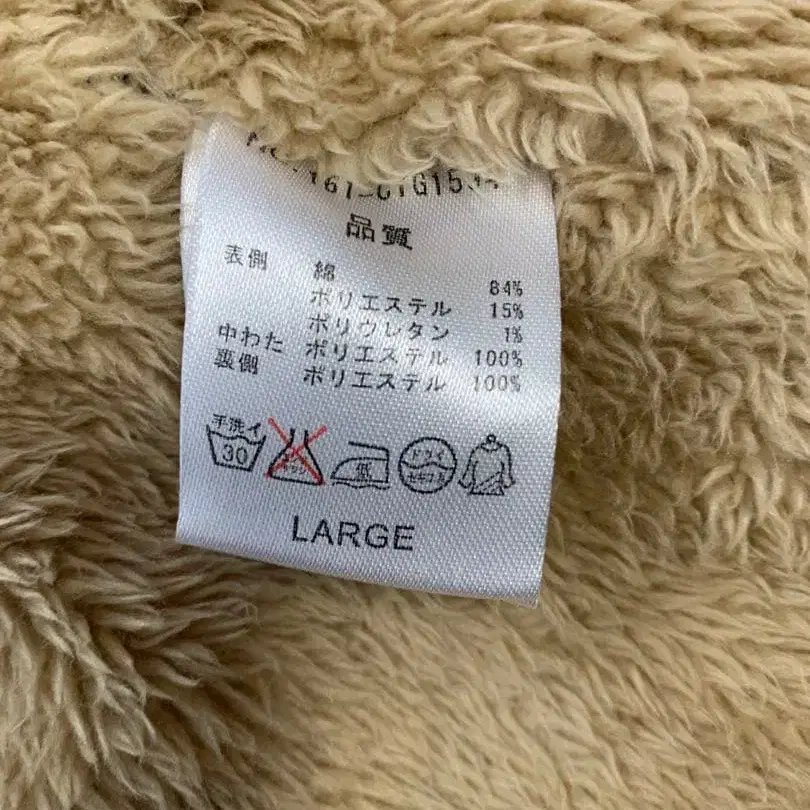 品質
表側 綿 84%
ポリエステル 15%
ポリウレタン 1%
中わた ポリエステル 100%
裏側 ポリエステル 100%
手洗イ
30
低
LARGE